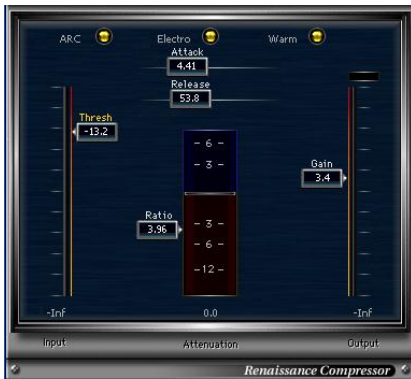 ARC Electro Warm
Attack
4.41
Release
53.8
Thresh
-13.2
- 6 -
- 3 -
Gain
3.4
Ratio
3.96
- 3 -
- 6 -
- 12 -
-Inf 0.0 -Inf
Input Attenuation Output
Renaissance Compressor